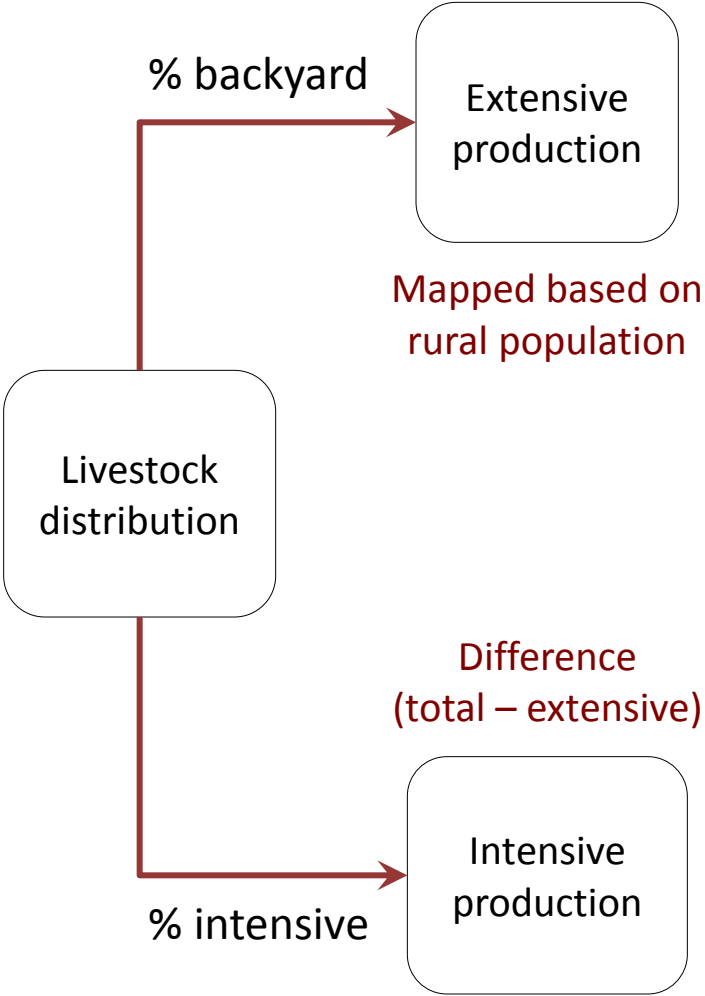 % backyard
Extensive
production
Mapped based on
rural population
Livestock
distribution
Difference
(total – extensive)
Intensive
production
% intensive